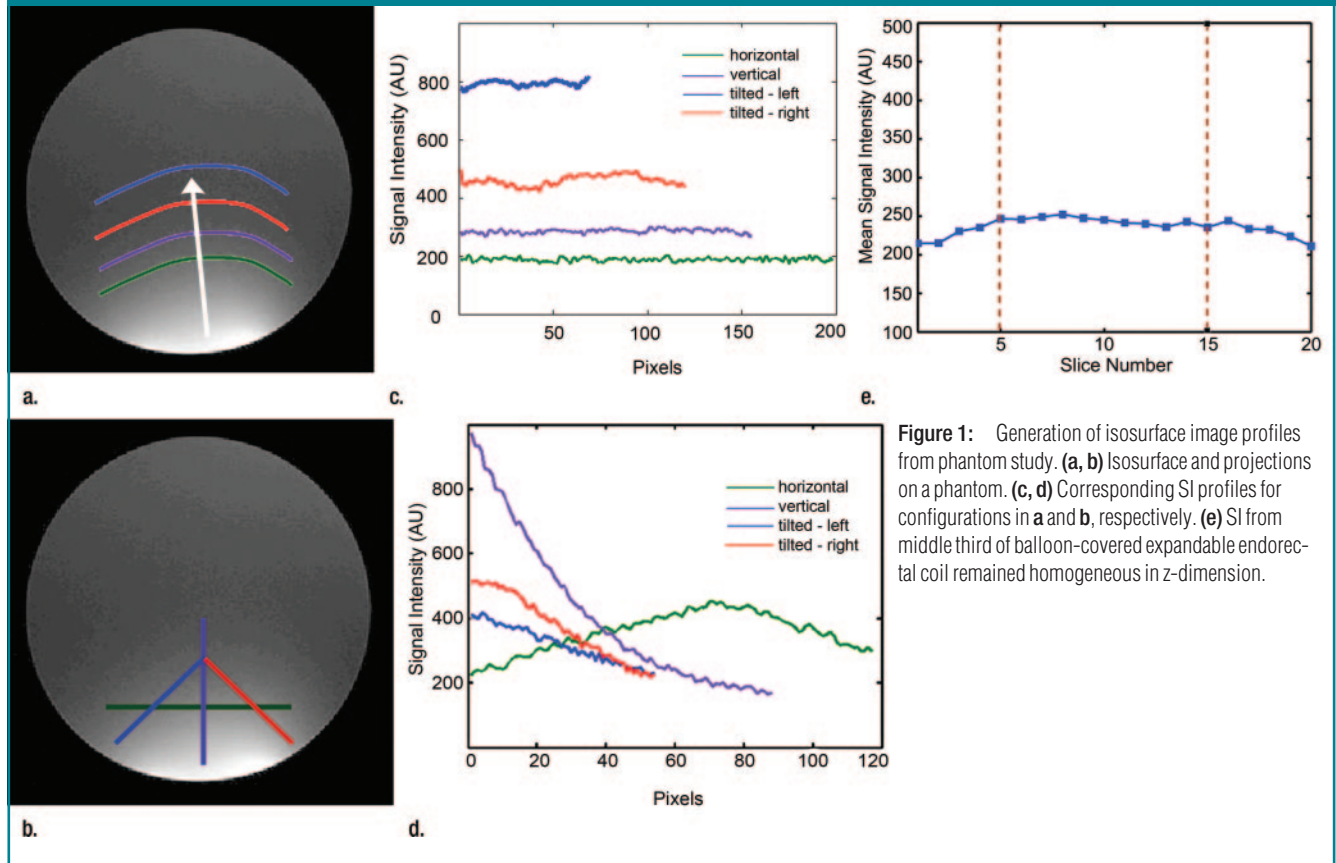 Signal Intensity (AU)
800
600
400
200
0
50
100
150
200
Pixels
horizontal
vertical
tilted - left
tilted - right
Mean Signal Intensity (AU)
500
450
400
350
300
250
200
150
100
5
10
15
20
Slice Number
a.
c.
e.
Signal Intensity (AU)
800
600
400
200
0
20
40
60
80
100
120
Pixels
horizontal
vertical
tilted - left
tilted - right
Figure 1: Generation of isosurface image profiles
from phantom study. (a, b) Isosurface and projections
on a phantom. (c, d) Corresponding SI profiles for
configurations in a and b, respectively. (e) SI from
middle third of balloon-covered expandable endorec-
tal coil remained homogeneous in z-dimension.
b.
d.